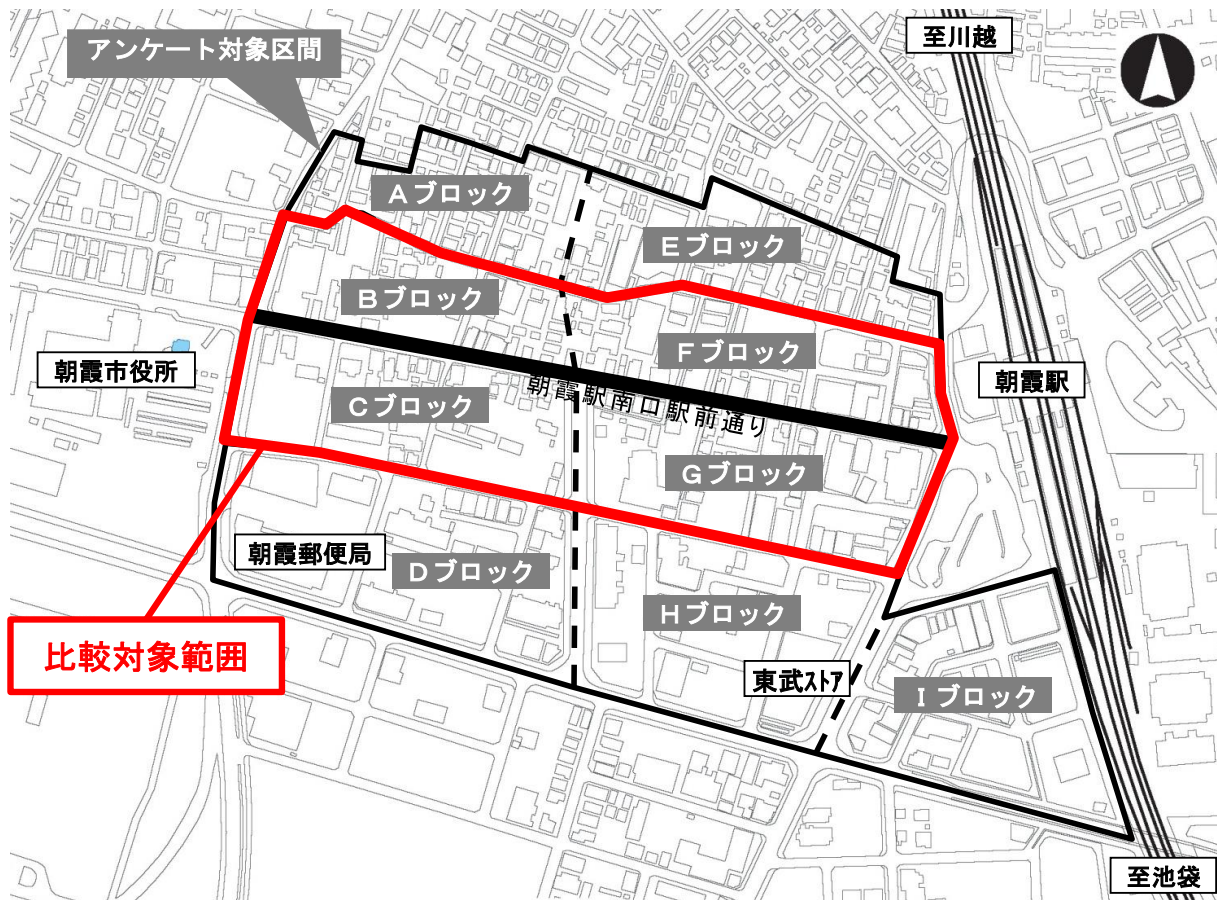 至川越
アンケート対象区間
Aブロック
Eブロック
Bブロック
Fブロック
朝霞市役所
朝霞駅
朝霞駅南口駅前通り
Cブロック
Gブロック
朝霞郵便局
Dブロック
Hブロック
比較対象範囲
東武ストア
Iブロック
至池袋